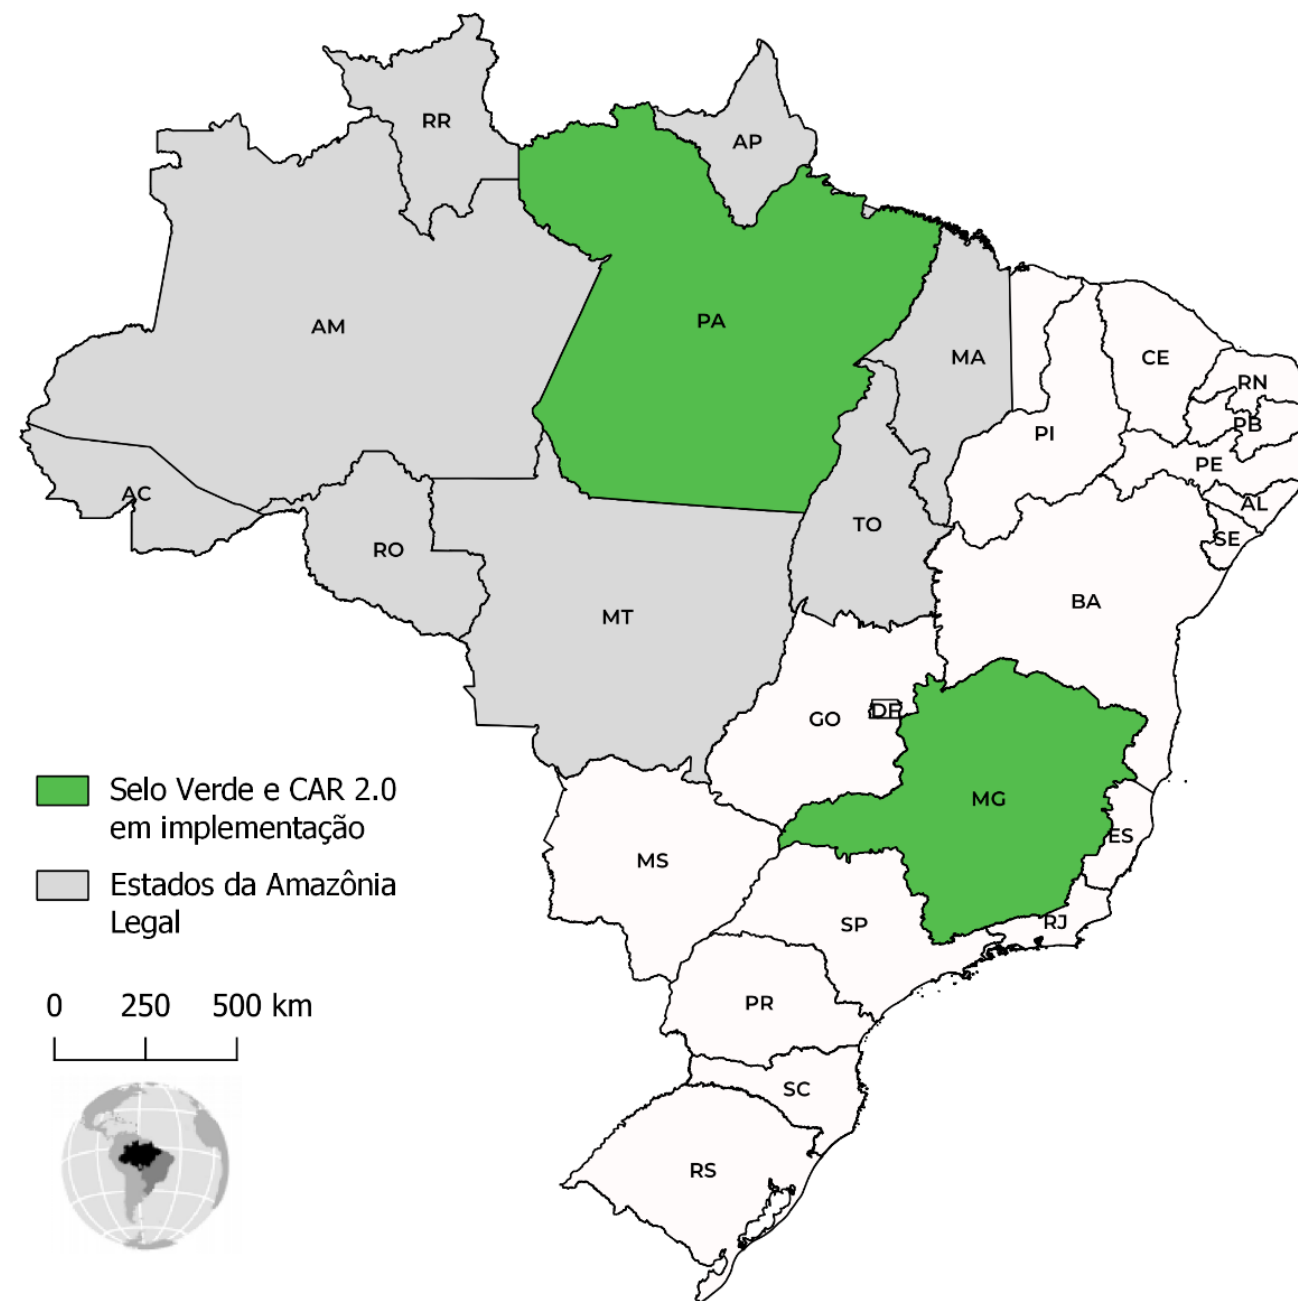 RR
AP
AM
PA
MA
CE
RN
PB
PI
PE
AL
SE
AC
TO
RO
BA
MT
GO
DF
MG
ES
MS
SP
RJ
PR
SC
RS
Selo Verde e CAR 2.0
em implementação
Estados da Amazônia
Legal
0 250 500 km